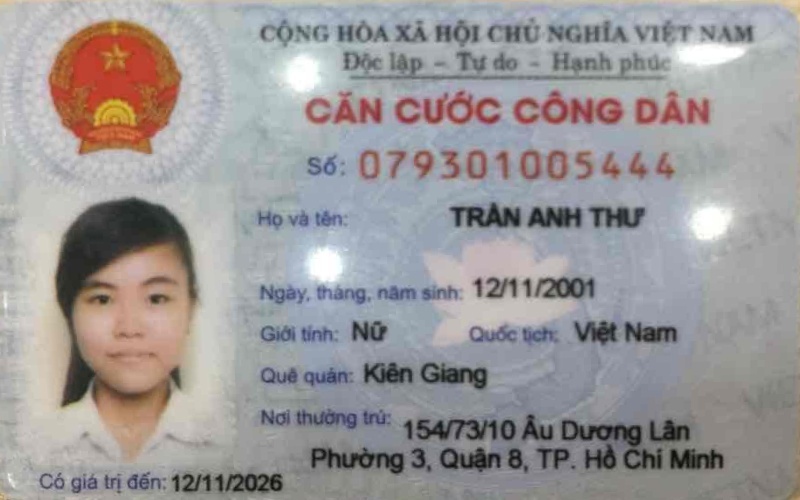 CỘNG HÒA XÃ HỘI CHỦ NGHĨA VIỆT NAM
Độc lập – Tự do – Hạnh phúc
CĂN CƯỚC CÔNG DÂN
Số: 079301005444
Họ và tên: TRẦN ANH THƯ
Ngày, tháng, năm sinh: 12/11/2001
Giới tính: Nữ Quốc tịch: Việt Nam
Quê quán: Kiên Giang
Nơi thường trú: 154/73/10 Âu Dương Lân
Phường 3, Quận 8, TP. Hồ Chí Minh
Có giá trị đến: 12/11/2026